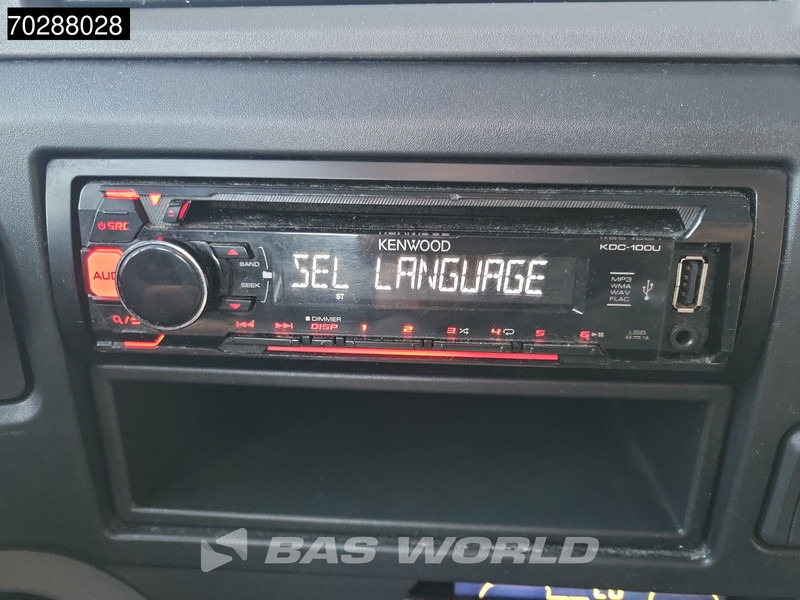 70288028
KENWOOD
KDC-100U
SRC
AUD
BAND
SEEK
SEL LANGUAGE
ST
MP3
WMA
WAV
FLAC
DIMMER
DISP 1 2 3 4 5 6
USB
BAS WORLD